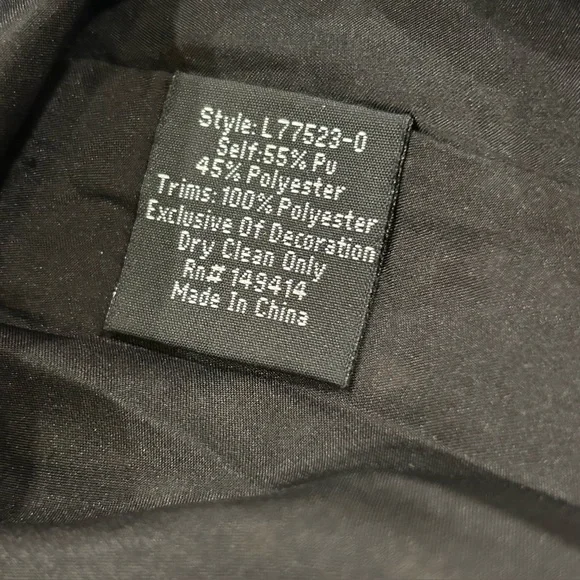 Style: L77523-0
Self:55% Pu
45% Polyester
Trims: 100% Polyester
Exclusive Of Decoration
Dry Clean Only
Rn# 149414
Made In China